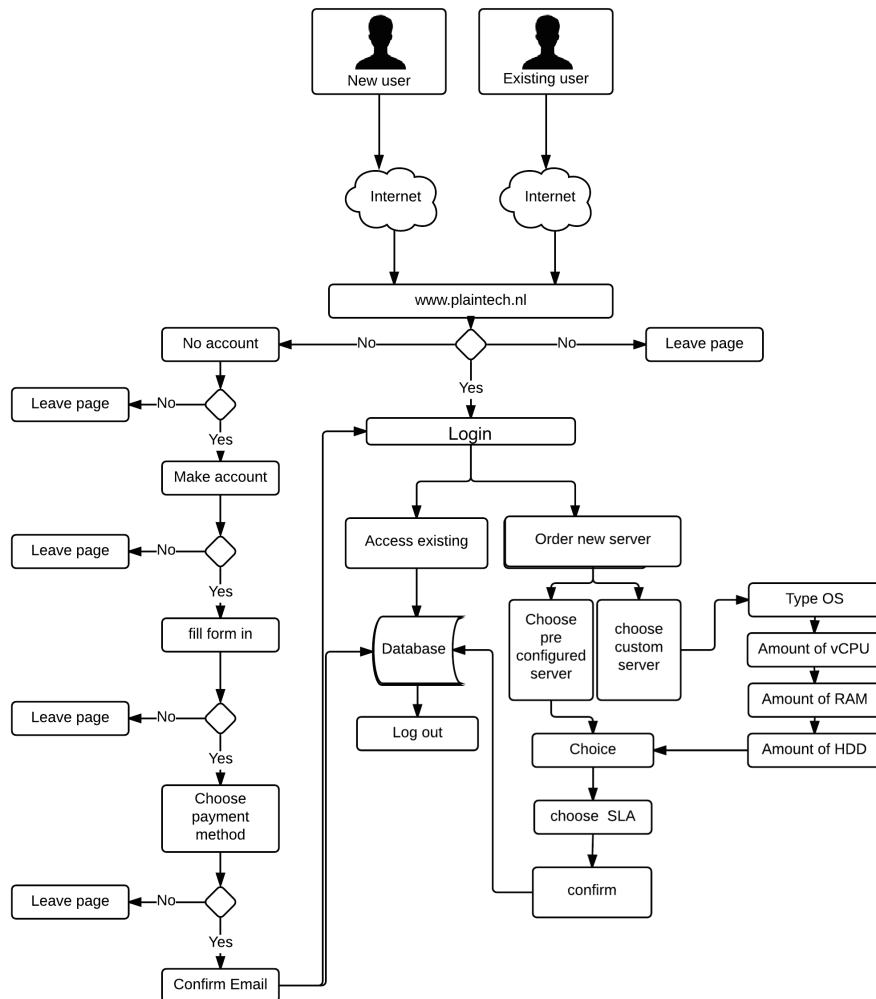 New user
Existing user
Internet
Internet
www.plaintech.nl
No account
No
No
Leave page
Leave page
No
Yes
Yes
Login
Make account
Access existing
Order new server
Leave page
No
Yes
Type OS
fill form in
Database
Choose
pre
configured
server
choose
custom
server
Amount of vCPU
Amount of RAM
Leave page
No
Log out
Choice
Amount of HDD
Yes
Choose
payment
method
choose SLA
confirm
Leave page
No
Yes
Confirm Email